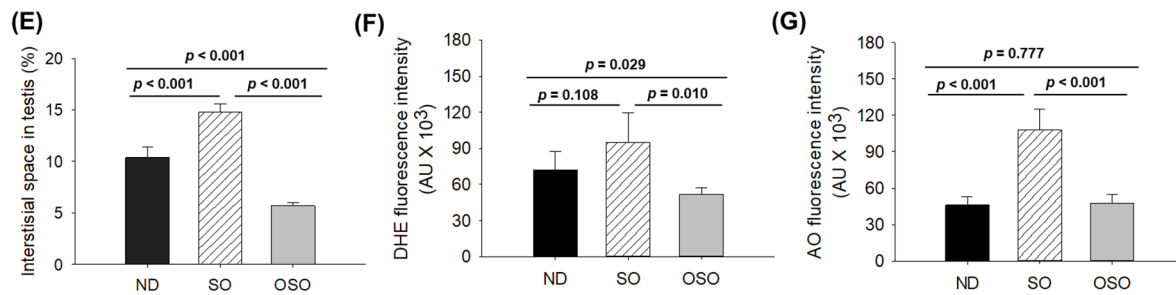 (E)
Interstisial space in testis (%)
20
15
10
5
0
p < 0.001
p < 0.001
p < 0.001
ND
SO
OSO
(F)
DHE fluorescence intensity
(AU X 10³)
180
150
120
90
60
30
0
p = 0.029
p = 0.108
p = 0.010
ND
SO
OSO
(G)
AO fluorescence intensity
(AU X 10³)
180
150
120
90
60
30
0
p = 0.777
p < 0.001
p < 0.001
ND
SO
OSO